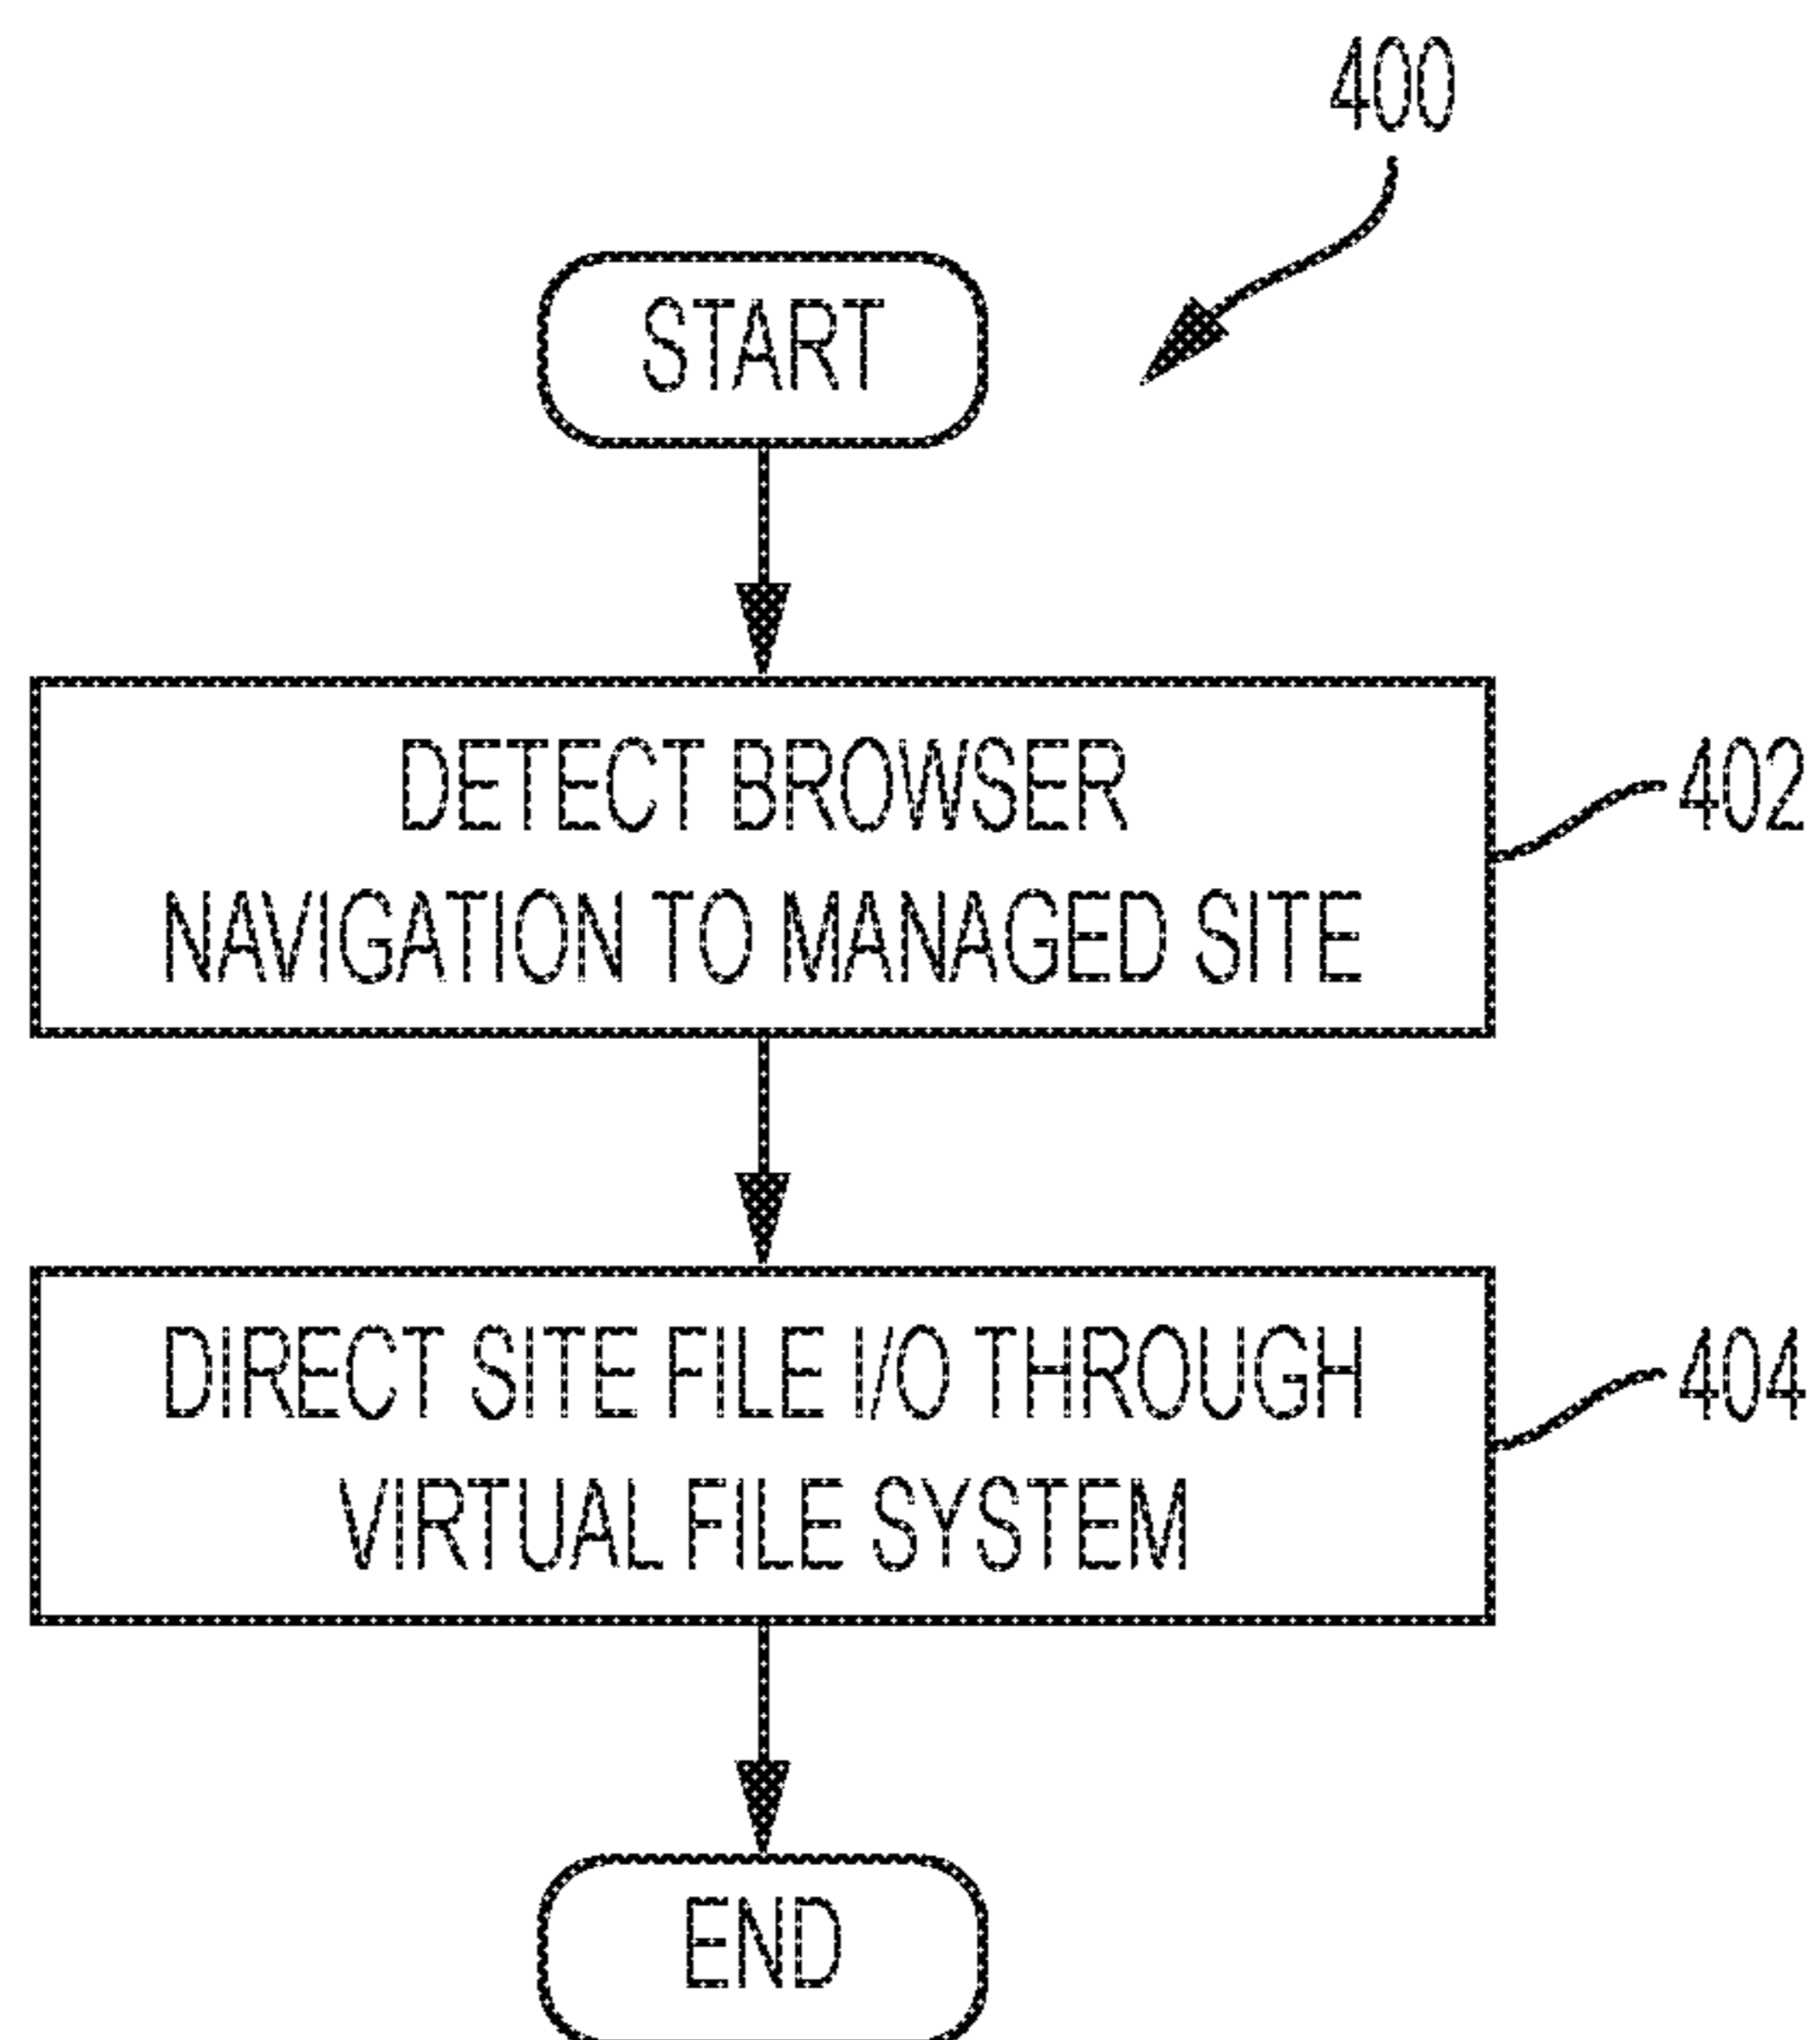 400
START
DETECT BROWSER
NAVIGATION TO MANAGED SITE
402
DIRECT SITE FILE I/O THROUGH
VIRTUAL FILE SYSTEM
404
END